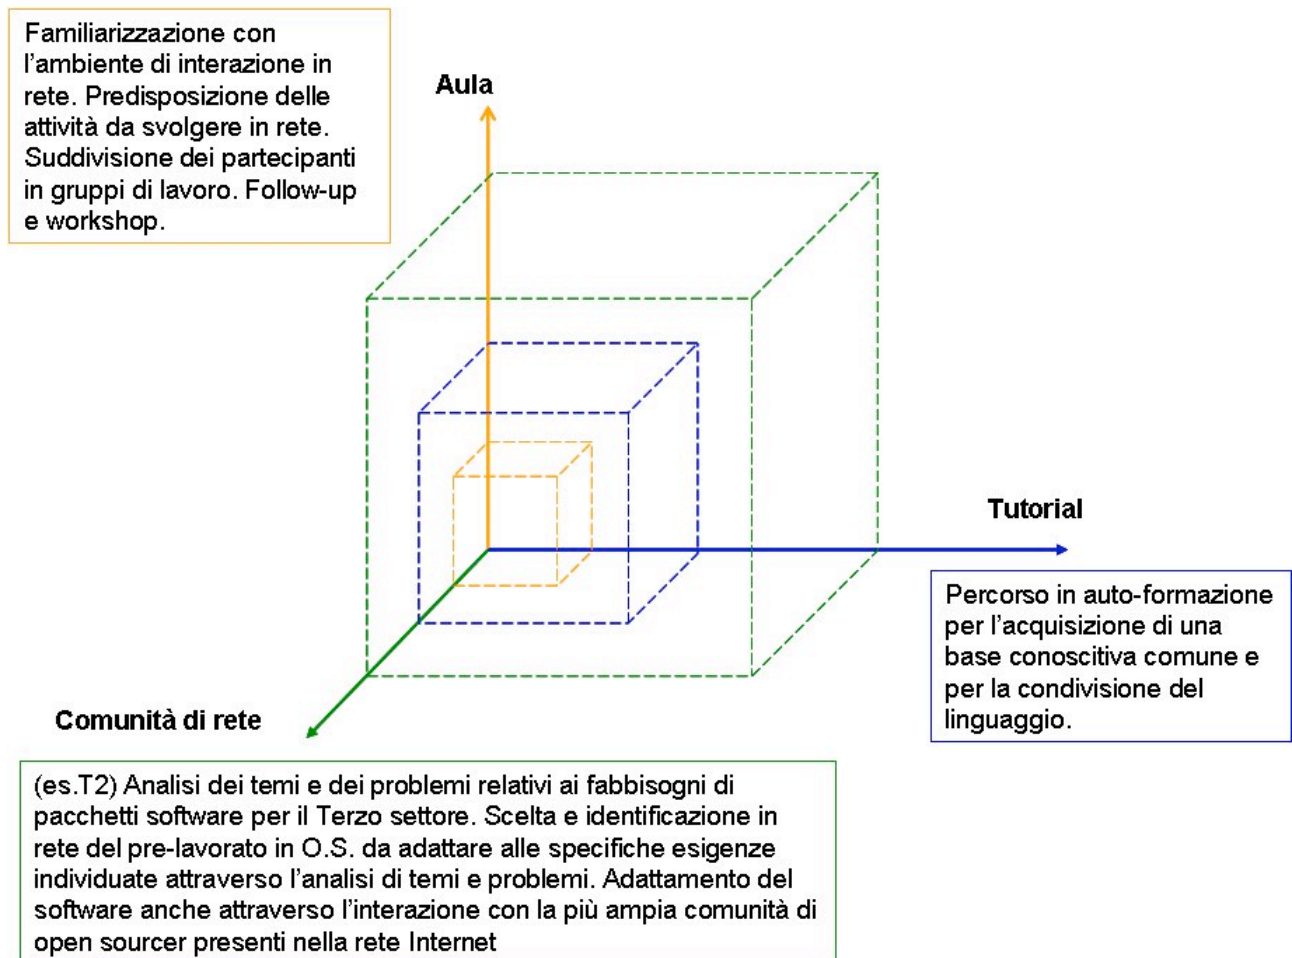 Familiarizzazione con
l'ambiente di interazione in
rete. Predisposizione delle
attività da svolgere in rete.
Suddivisione dei partecipanti
in gruppi di lavoro. Follow-up
e workshop.
Aula
Tutorial
Percorso in auto-formazione
per l'acquisizione di una
base conoscitiva comune e
per la condivisione del
linguaggio.
Comunità di rete
(es.T2) Analisi dei temi e dei problemi relativi ai fabbisogni di
pacchetti software per il Terzo settore. Scelta e identificazione in
rete del pre-lavorato in O.S. da adattare alle specifiche esigenze
individuate attraverso l'analisi di temi e problemi. Adattamento del
software anche attraverso l'interazione con la più ampia comunità di
open sourcer presenti nella rete Internet